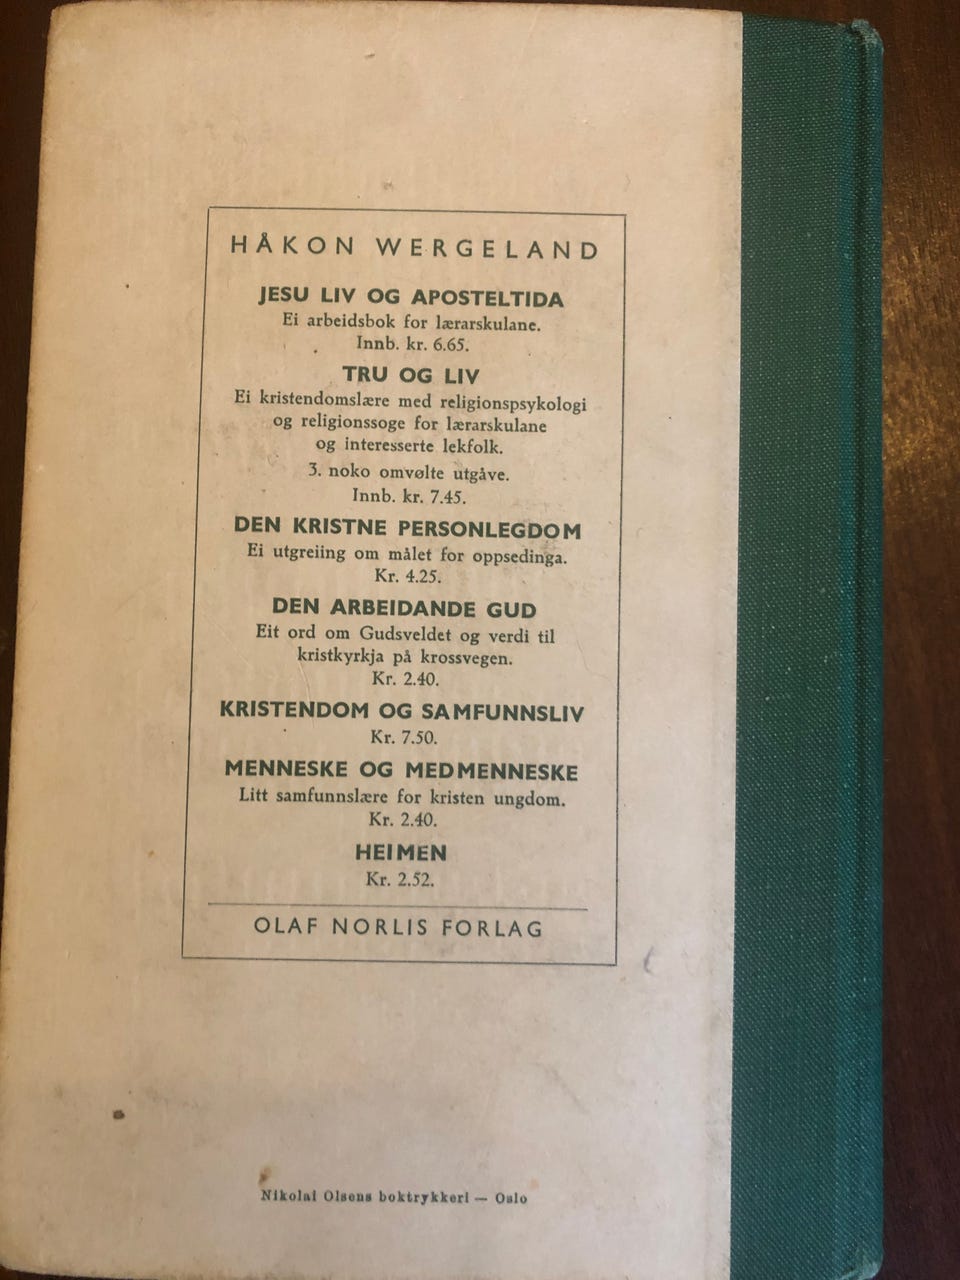 HÅKON WERGELAND
JESU LIV OG APOSTELTIDA
Ei arbeidsbok for lærarskulane.
Innb. kr. 6.65.
TRU OG LIV
Ei kristendomslære med religionspsykologi
og religionssoge for lærarskulane
og interesserte lekfolk.
3. noko omvølte utgåve.
Innb. kr. 7.45.
DEN KRISTNE PERSONLEGDOM
Ei utgreiing om målet for oppsedinga.
Kr. 4.25.
DEN ARBEIDANDE GUD
Eit ord om Gudsveldet og verdi til
kristkyrkja på krossvegen.
Kr. 2.40.
KRISTENDOM OG SAMFUNNSLIV
Kr. 7.50.
MENNESKE OG MEDMENNESKE
Litt samfunnslære for kristen ungdom.
Kr. 2.40.
HEIMEN
Kr. 2.52.
OLAF NORLIS FORLAG
Nikolai Olsens boktrykkeri — Oslo